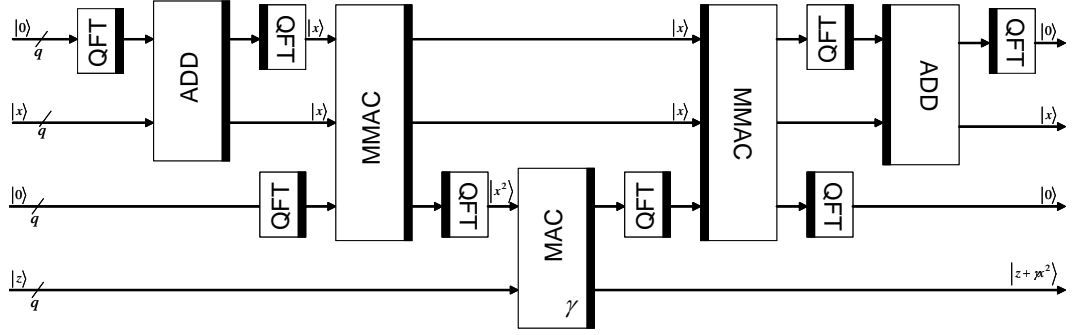 |0⟩ q QFT ADD QFT |x⟩ MMAC |x⟩ MMAC QFT ADD QFT |0⟩
|x⟩ q |x⟩ |x⟩ |x⟩
|0⟩ q QFT QFT |x²⟩ MAC γ QFT QFT |0⟩
|z⟩ q |z + γx²⟩